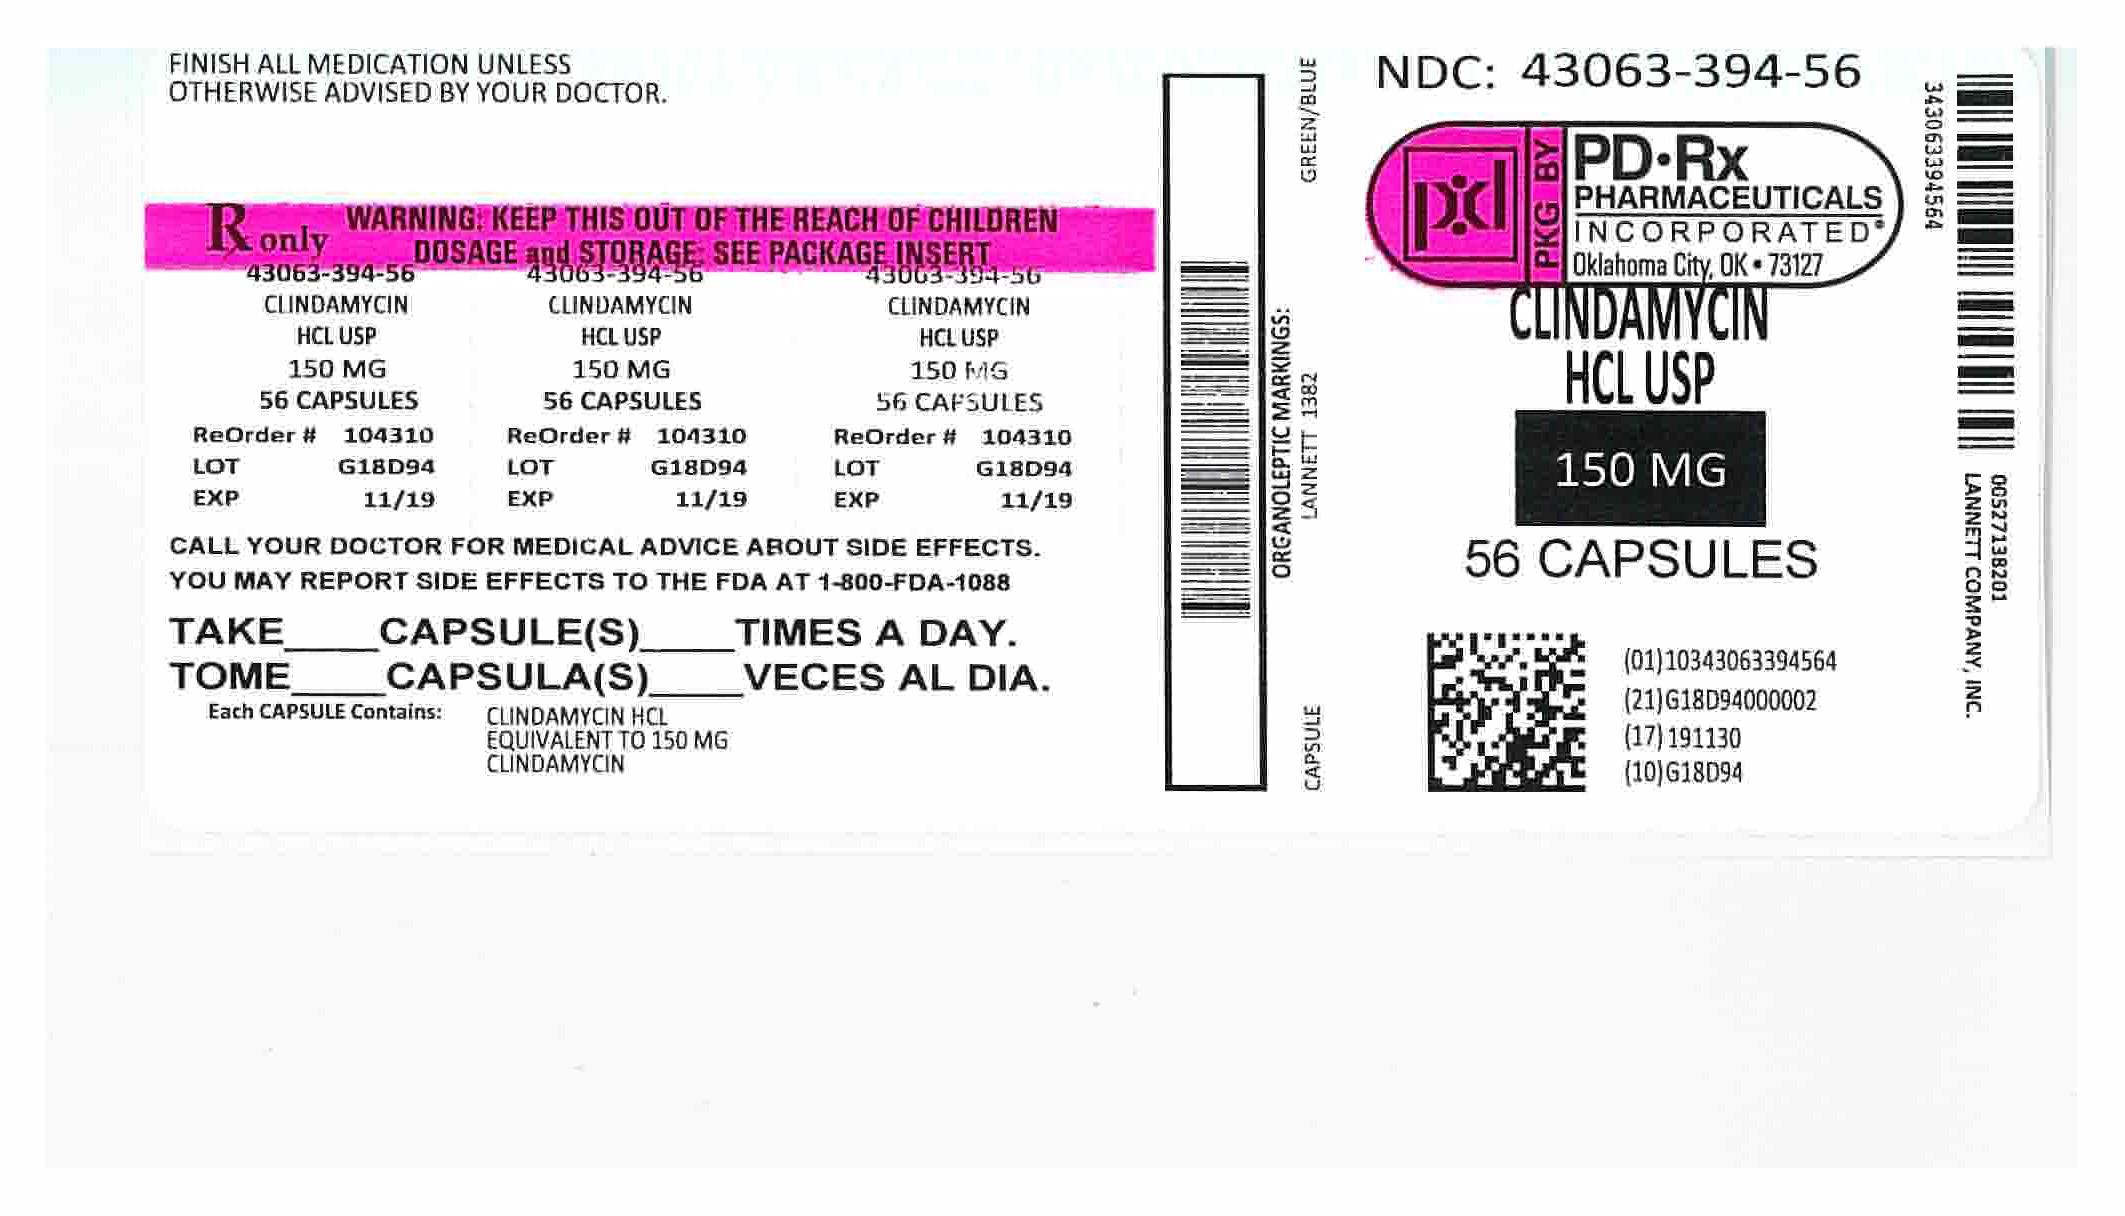 FINISH ALL MEDICATION UNLESS
OTHERWISE ADVISED BY YOUR DOCTOR.
Rx only
WARNING: KEEP THIS OUT OF THE REACH OF CHILDREN
DOSAGE and STORAGE: SEE PACKAGE INSERT
43063-394-56 43063-394-56 43063-394-56
CLINDAMYCIN CLINDAMYCIN CLINDAMYCIN
HCL USP HCL USP HCL USP
150 MG 150 MG 150 MG
56 CAPSULES 56 CAPSULES 56 CAPSULES
ReOrder # 104310 ReOrder # 104310 ReOrder # 104310
LOT G18D94 LOT G18D94 LOT G18D94
EXP 11/19 EXP 11/19 EXP 11/19
CALL YOUR DOCTOR FOR MEDICAL ADVICE ABOUT SIDE EFFECTS.
YOU MAY REPORT SIDE EFFECTS TO THE FDA AT 1-800-FDA-1088
TAKE____CAPSULE(S)____TIMES A DAY.
TOME____CAPSULA(S)____VECES AL DIA.
Each CAPSULE Contains: CLINDAMYCIN HCL
EQUIVALENT TO 150 MG
CLINDAMYCIN
ORGANOLEPTIC MARKINGS:
CAPSULE LANNETT 1382 GREEN/BLUE
NDC: 43063-394-56
pd
PKG BY
PD•Rx
PHARMACEUTICALS
INCORPORATED®
Oklahoma City, OK • 73127
CLINDAMYCIN
HCL USP
150 MG
56 CAPSULES
(01)10343063394564
(21)G18D94000002
(17)191130
(10)G18D94
343063394564
00527138201
LANNETT COMPANY, INC.